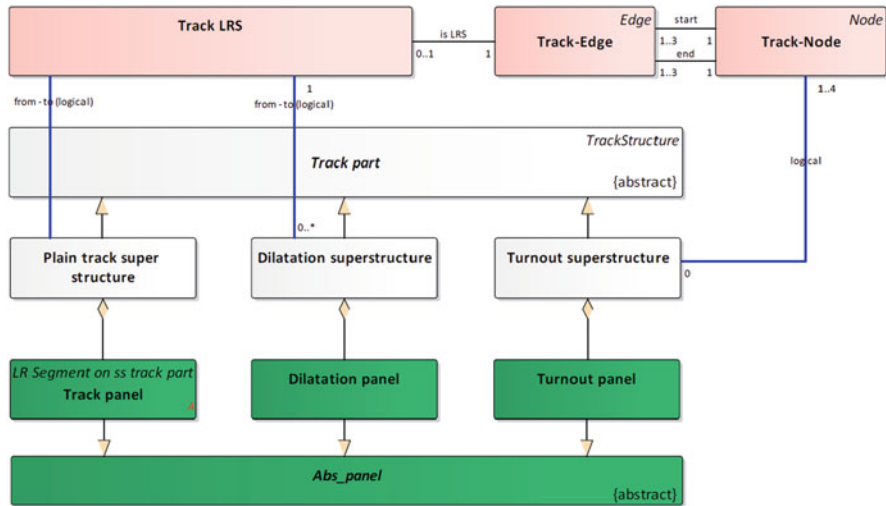 Track LRS
is LRS
0..1
1
Edge
Track-Edge
start
1..3
1
end
1..3
1
Node
Track-Node
from - to (logical)
1
from - to (logical)
1..4
logical
TrackStructure
Track part
{abstract}
0..*
Plain track super
structure
Dilatation superstructure
Turnout superstructure
0
LR Segment on ss track part
Track panel
Dilatation panel
Turnout panel
Abs_panel
{abstract}